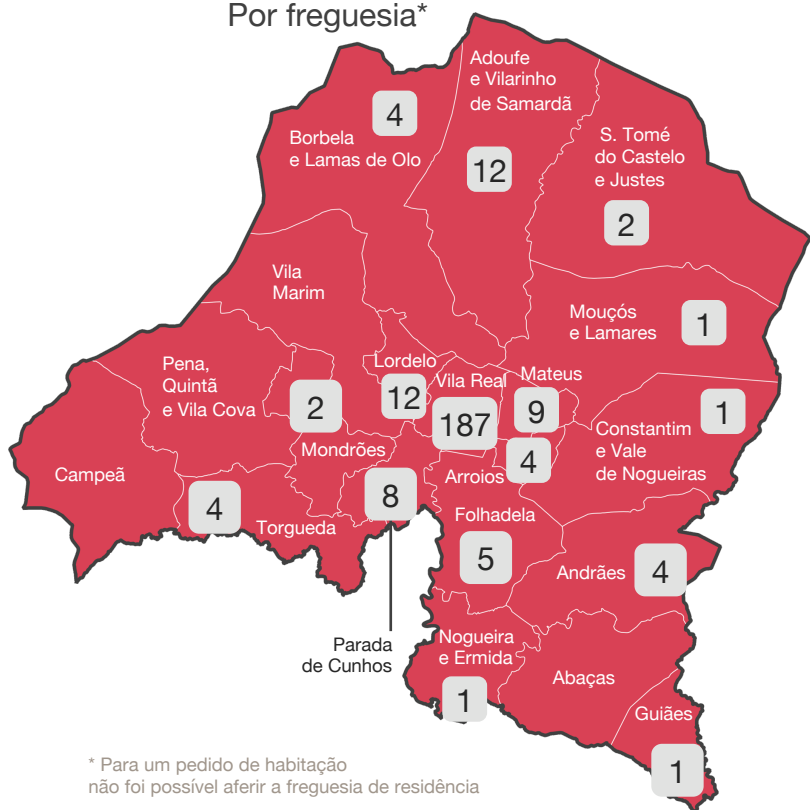 Por freguesia*
Adoufe
e Vilarinho
de Samardã
12
4
Borbela
e Lamas de Olo
S. Tomé
do Castelo
e Justes
2
Vila
Marim
Mouçós
e Lamares
1
Pena,
Quintã
e Vila Cova
2
Lordelo
12
Vila Real
187
Mateus
9
1
Constantim
e Vale
de Nogueiras
Mondrões
4
Arroios
Campeã
8
4
Torgueda
Folhadela
5
Andrães
4
Parada
de Cunhos
Nogueira
e Ermida
1
Abaças
Guiães
1
* Para um pedido de habitação
não foi possível aferir a freguesia de residência